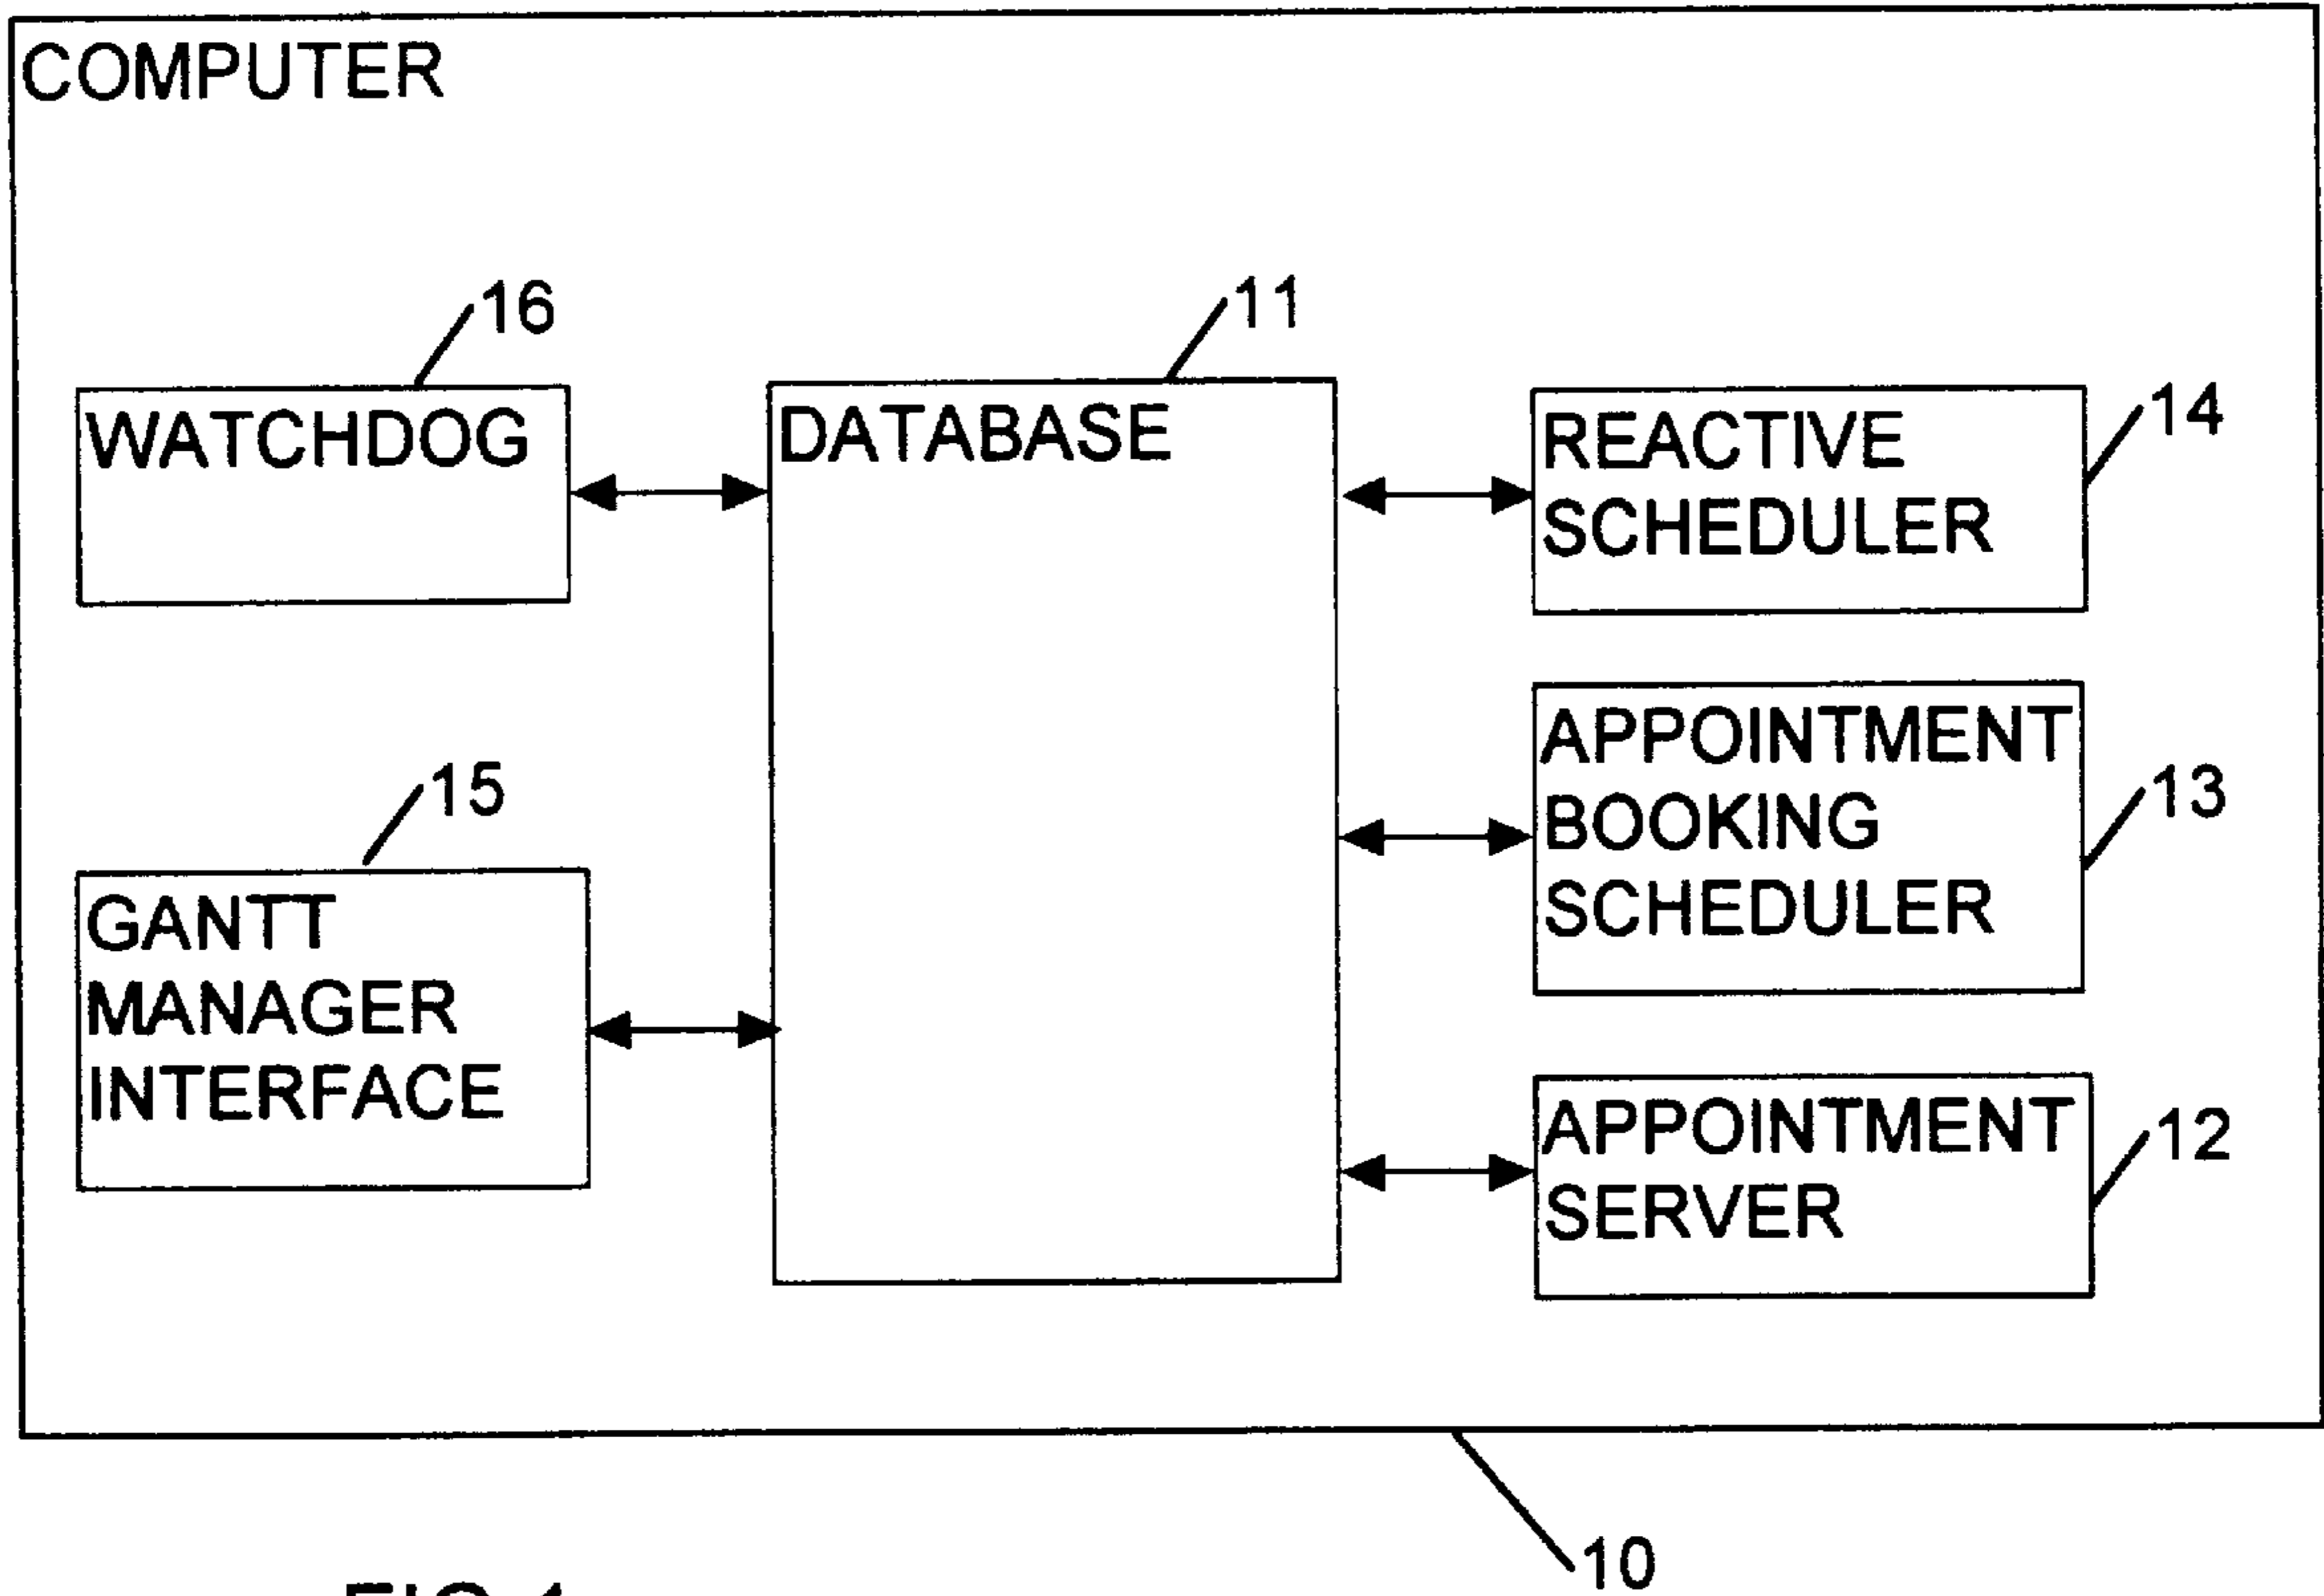 COMPUTER
16
11
WATCHDOG
DATABASE
REACTIVE
SCHEDULER
14
APPOINTMENT
BOOKING
SCHEDULER
13
15
GANTT
MANAGER
INTERFACE
APPOINTMENT
SERVER
12
10